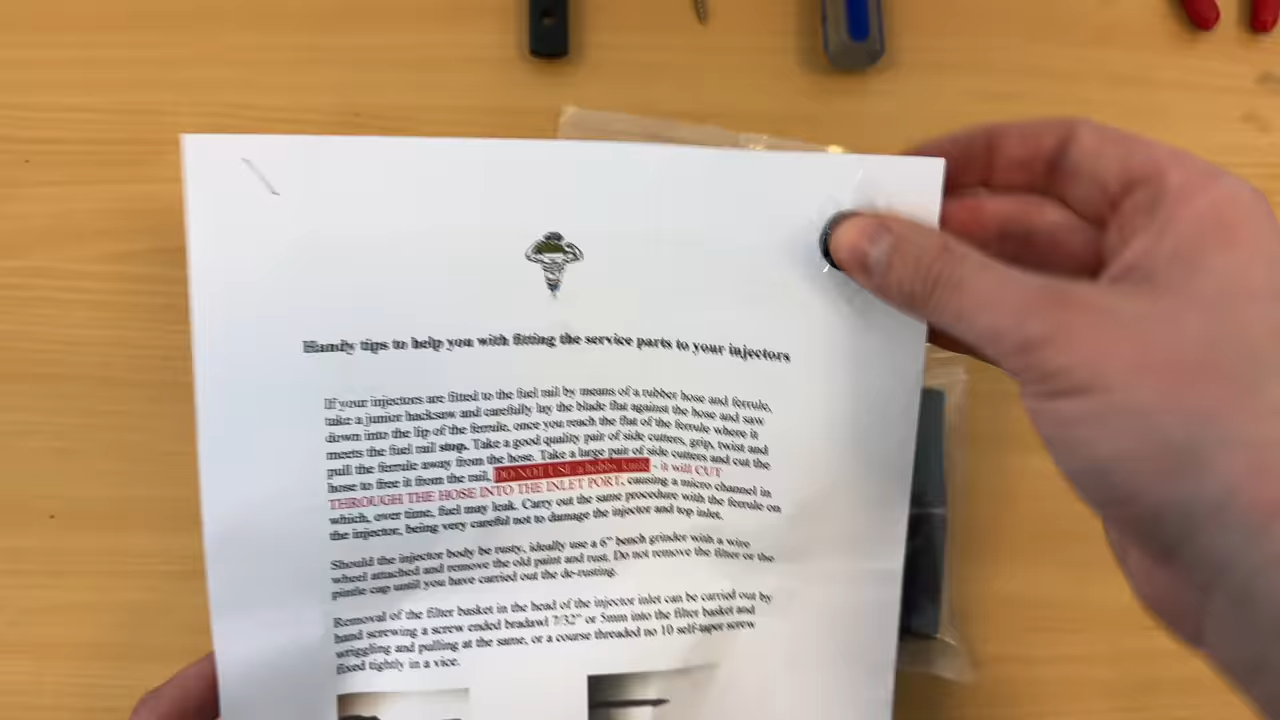 Handy tips to help you with fitting the service parts to your injectors
If your injectors are fitted to the fuel rail by means of a rubber hose and ferrule,
take a junior hacksaw and carefully lay the blade flat against the hose and saw
down into the lip of the ferrule, once you reach the flat of the ferrule where it
meets the fuel rail stop. Take a good quality pair of side cutters, grip, twist and
pull the ferrule away from the hose. Take a large pair of side cutters and cut the
hose to free it from the rail, DO NOT USE a hobby knife - it will CUT
THROUGH THE HOSE INTO THE INLET PORT, causing a micro channel in
which, over time, fuel may leak. Carry out the same procedure with the ferrule on
the injector, being very careful not to damage the injector and top inlet.
Should the injector body be rusty, ideally use a 6" bench grinder with a wire
wheel attached and remove the old paint and rust. Do not remove the filter or the
pintle cap until you have carried out the de-rusting.
Removal of the filter basket in the head of the injector inlet can be carried out by
hand screwing a screw ended bradawl 7/32" or 5mm into the filter basket and
wriggling and pulling at the same, or a course threaded no 10 self-taper screw
fixed tightly in a vice.